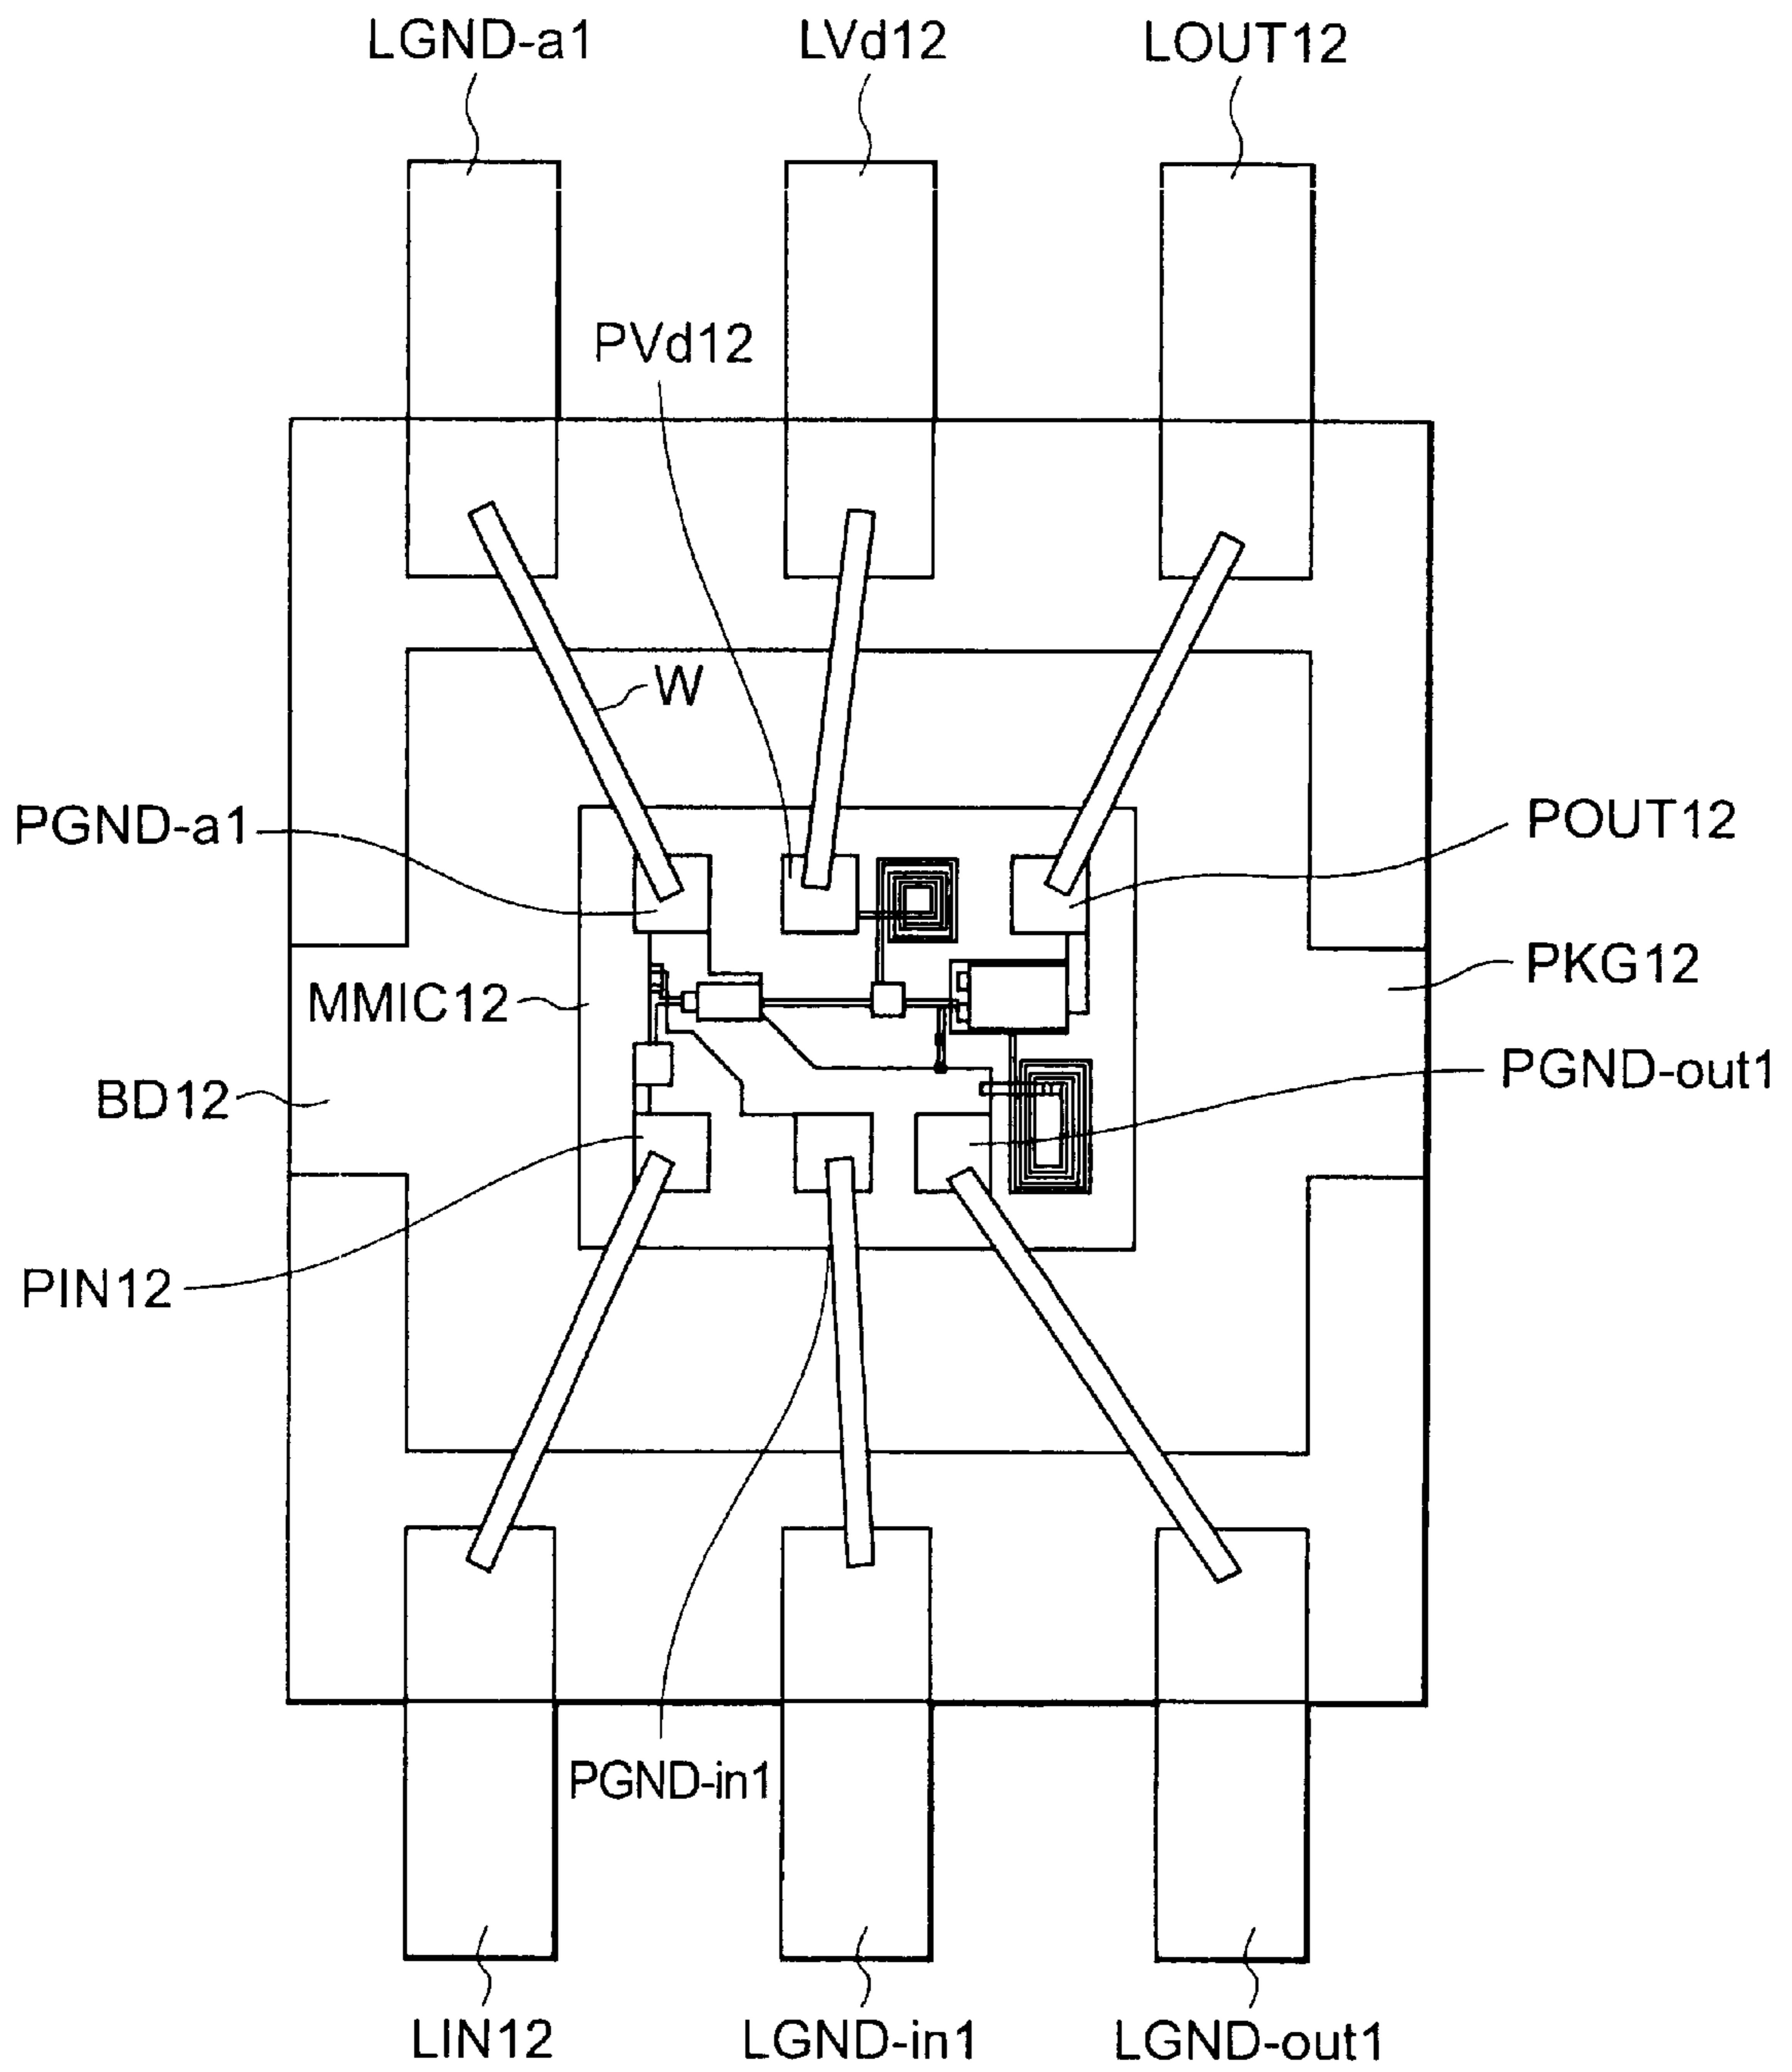 LGND-a1
LVd12
LOUT12
PVd12
W
PGND-a1
POUT12
PKG12
MMIC12
PGND-out1
BD12
PIN12
PGND-in1
LIN12
LGND-in1
LGND-out1